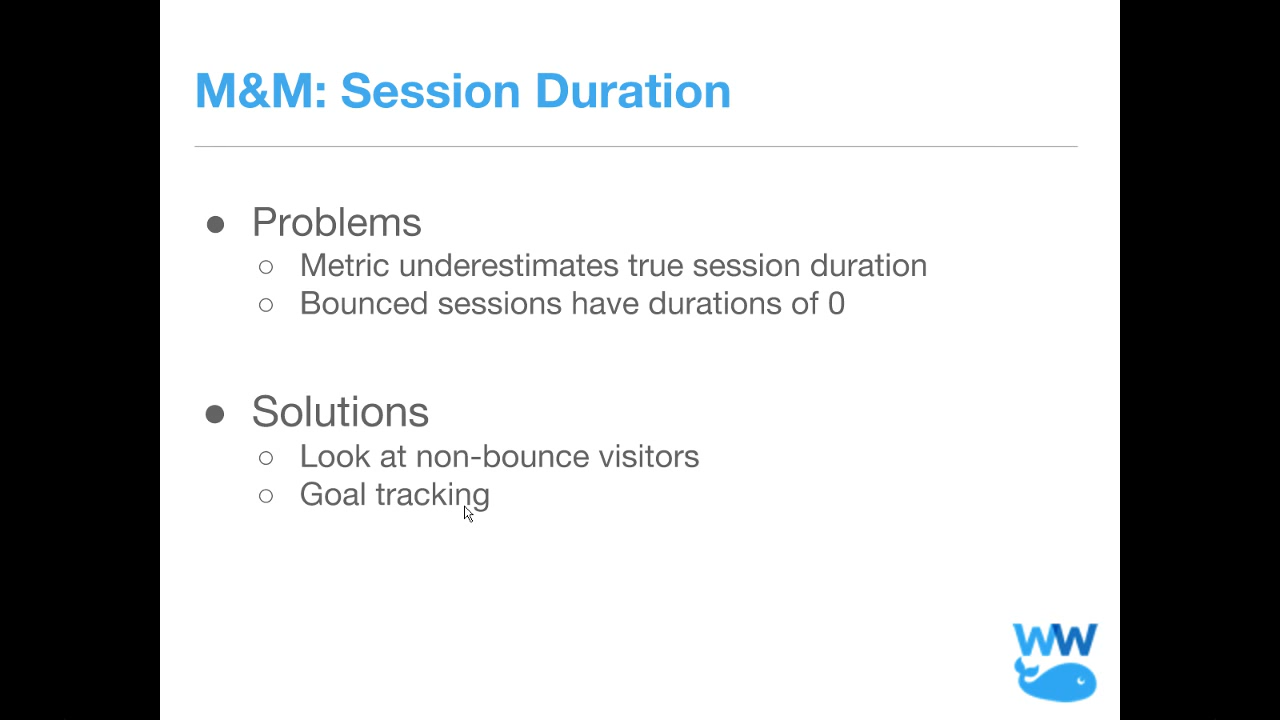 M&M: Session Duration
● Problems
○ Metric underestimates true session duration
○ Bounced sessions have durations of 0
● Solutions
○ Look at non-bounce visitors
○ Goal tracking
WW